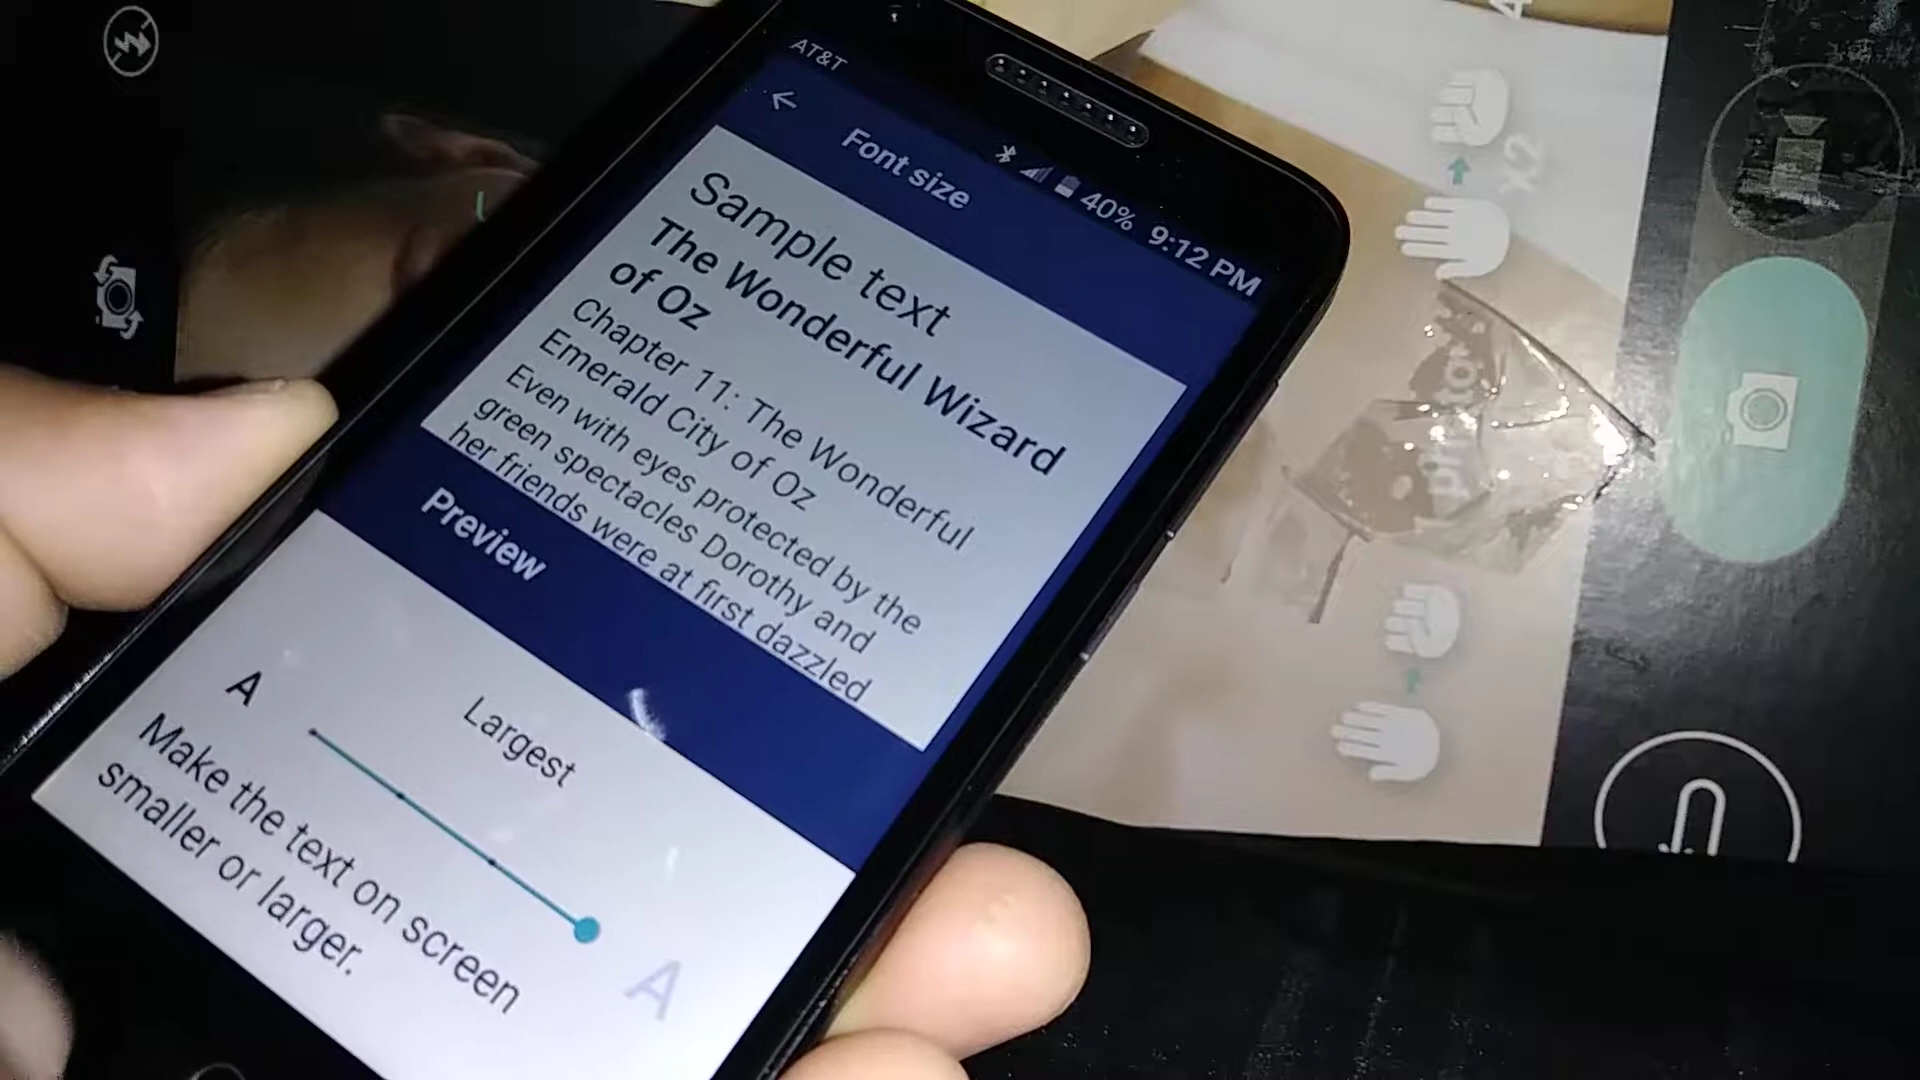 AT&T
40% 9:12 PM
Font size
Sample text
The Wonderful Wizard
of Oz
Chapter 11: The Wonderful
Emerald City of Oz
Even with eyes protected by the
green spectacles Dorothy and
her friends were at first dazzled
Preview
Largest
A
A
Make the text on screen
smaller or larger.
x2